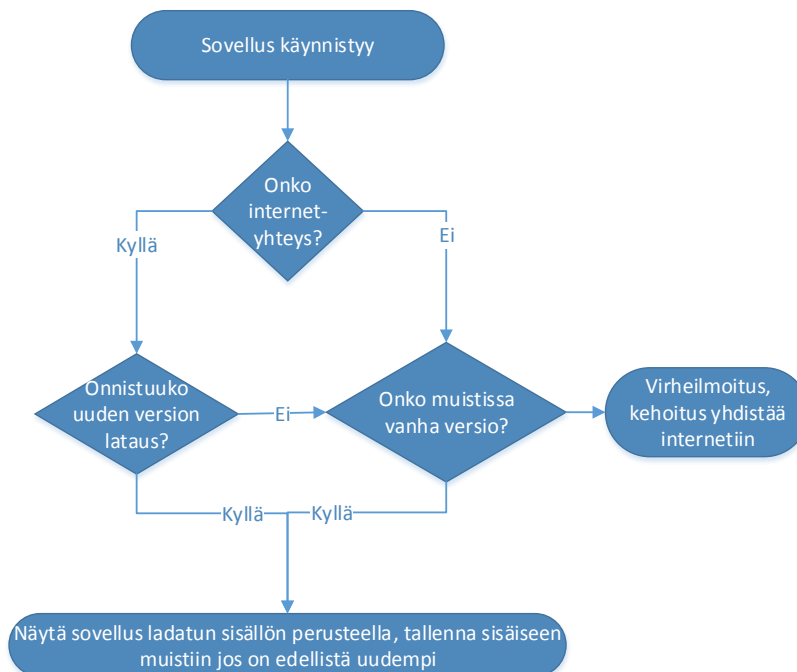 Sovellus käynnistyy
Onko
internet-
yhteys?
Kyllä
Ei
Onnistuuko
uuden version
lataus?
Ei
Onko muistissa
vanha versio?
Virheilmoitus,
kehoitus yhdistää
internetiin
Kyllä
Kyllä
Näytä sovellus ladatun sisällön perusteella, tallenna sisäiseen
muistiin jos on edellistä uudempi